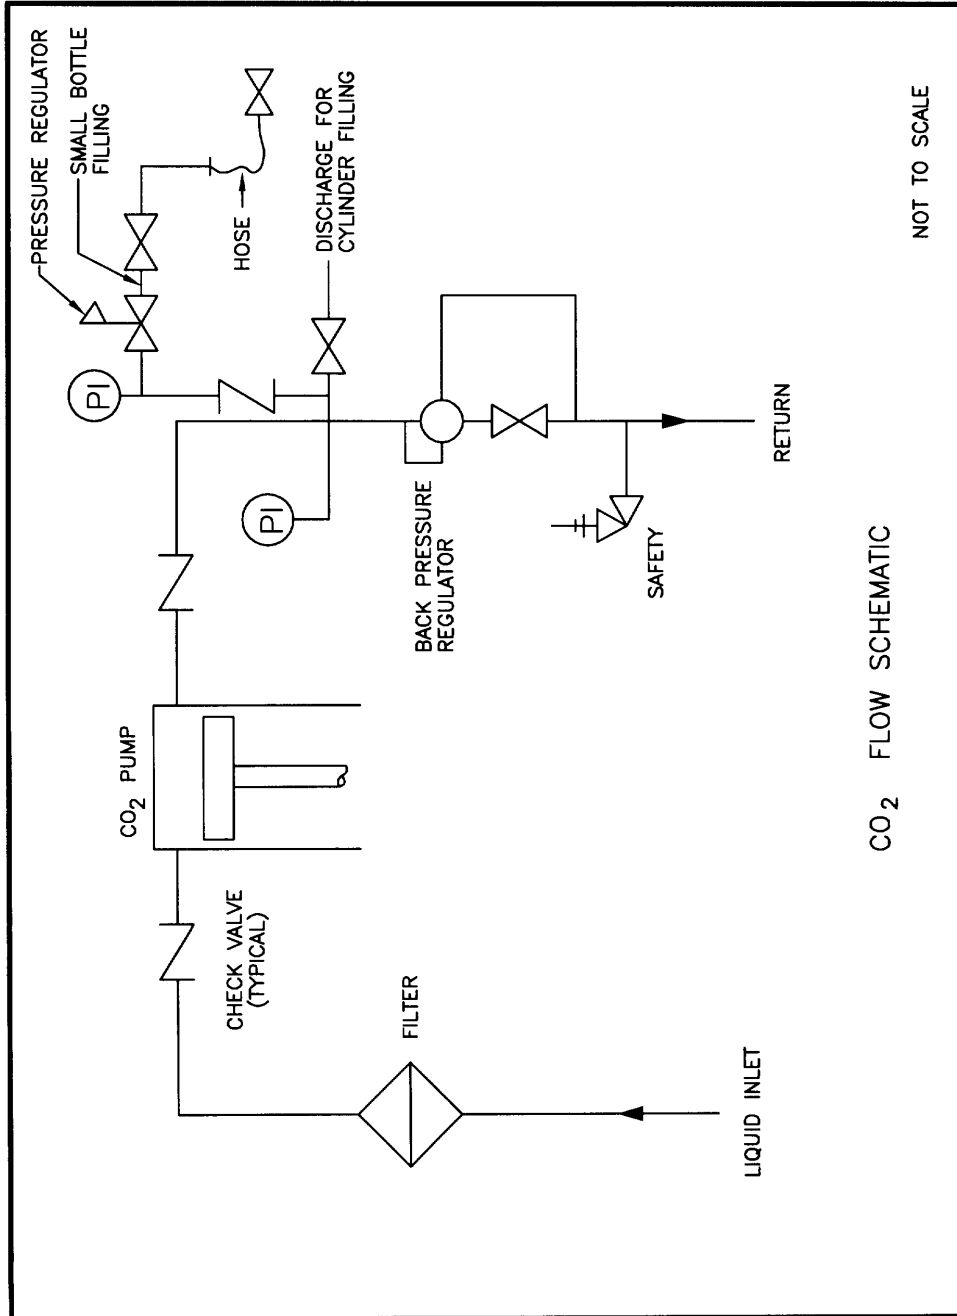 PRESSURE REGULATOR
SMALL BOTTLE
FILLING
PI
HOSE
DISCHARGE FOR
CYLINDER FILLING
PI
CO₂ PUMP
CHECK VALVE
(TYPICAL)
BACK PRESSURE
REGULATOR
FILTER
SAFETY
LIQUID INLET
RETURN
CO₂ FLOW SCHEMATIC
NOT TO SCALE